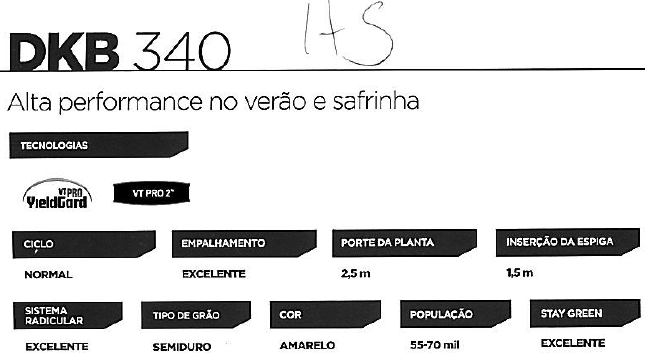 HS
DKB 340
Alta performance no verão e safrinha
TECNOLOGIAS
VT PRO
YieldGard
VT PRO 2™
CICLO
EMPALHAMENTO
PORTE DA PLANTA
INSERÇÃO DA ESPIGA
NORMAL
EXCELENTE
2,5 m
1,5 m
SISTEMA
RADICULAR
TIPO DE GRÃO
COR
POPULAÇÃO
STAY GREEN
EXCELENTE
SEMIDURO
AMARELO
55-70 mil
EXCELENTE